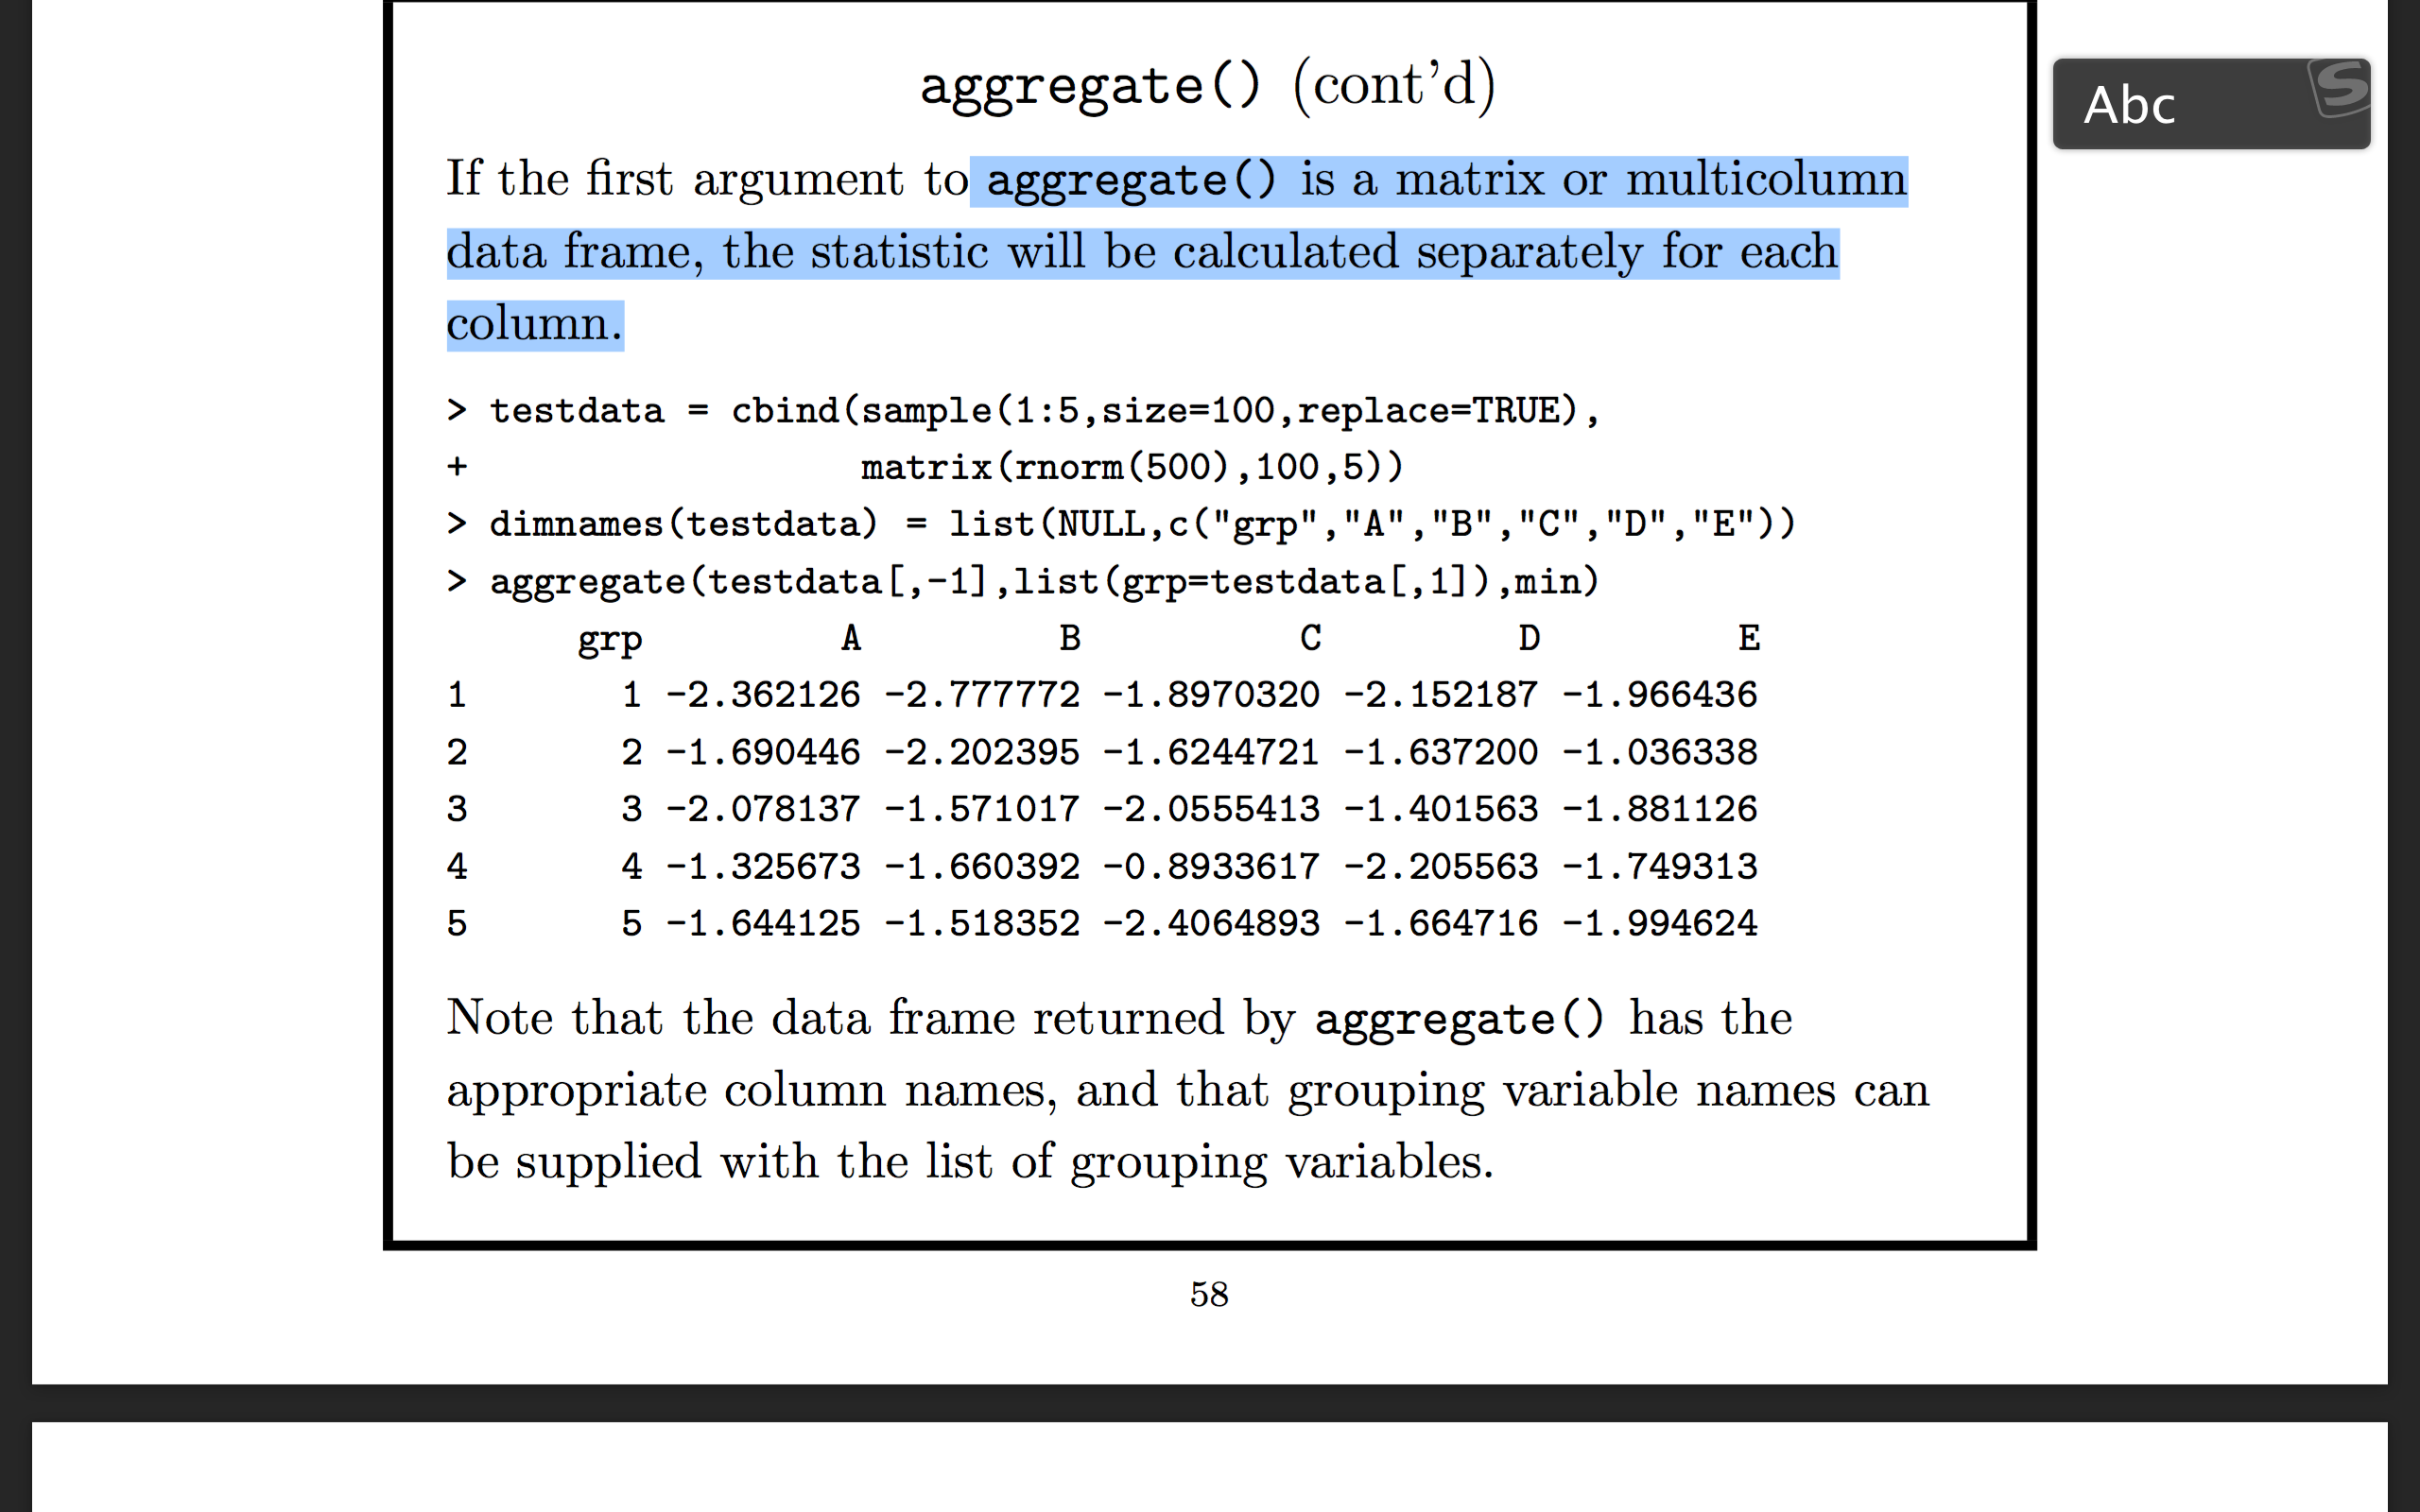 aggregate() (cont'd)
Abc
If the first argument to aggregate() is a matrix or multicolumn
data frame, the statistic will be calculated separately for each
column.
> testdata = cbind(sample(1:5,size=100,replace=TRUE),
+                  matrix(rnorm(500),100,5))
> dimnames(testdata) = list(NULL,c("grp","A","B","C","D","E"))
> aggregate(testdata[,-1],list(grp=testdata[,1]),min)
      grp         A         B          C         D         E
1       1 -2.362126 -2.777772 -1.8970320 -2.152187 -1.966436
2       2 -1.690446 -2.202395 -1.6244721 -1.637200 -1.036338
3       3 -2.078137 -1.571017 -2.0555413 -1.401563 -1.881126
4       4 -1.325673 -1.660392 -0.8933617 -2.205563 -1.749313
5       5 -1.644125 -1.518352 -2.4064893 -1.664716 -1.994624
Note that the data frame returned by aggregate() has the
appropriate column names, and that grouping variable names can
be supplied with the list of grouping variables.
58